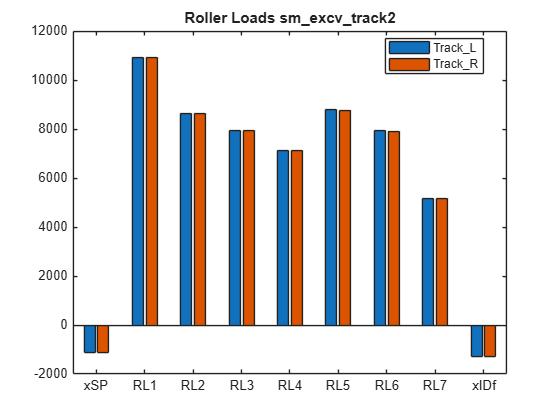 Roller Loads sm_excv_track2
12000
10000
8000
6000
4000
2000
0
-2000
Track_L
Track_R
xSP RL1 RL2 RL3 RL4 RL5 RL6 RL7 xIDf